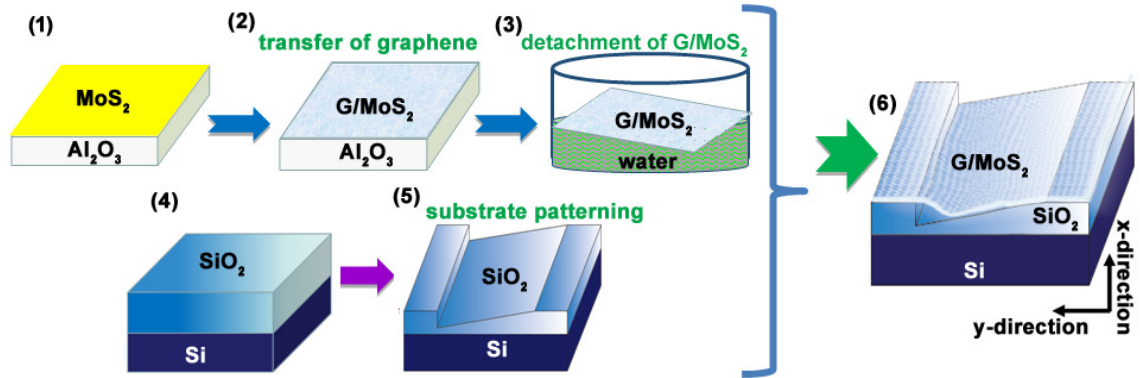 (1)
MoS₂
Al₂O₃
(2)
transfer of graphene
G/MoS₂
Al₂O₃
(3)
detachment of G/MoS₂
G/MoS₂
water
(4)
SiO₂
Si
(5)
substrate patterning
SiO₂
Si
(6)
G/MoS₂
SiO₂
Si
x-direction
y-direction